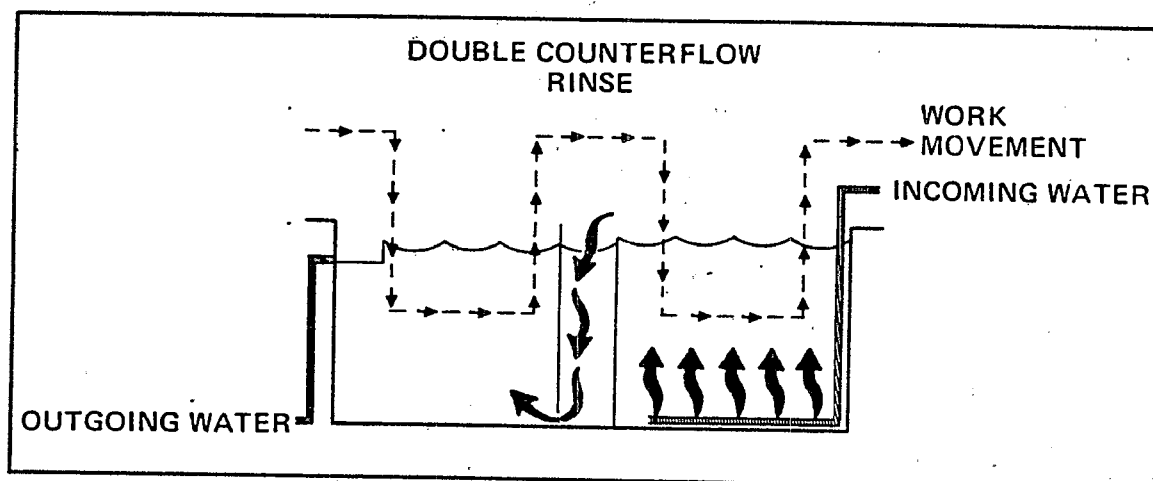 DOUBLE COUNTERFLOW
RINSE
WORK
MOVEMENT
INCOMING WATER
OUTGOING WATER